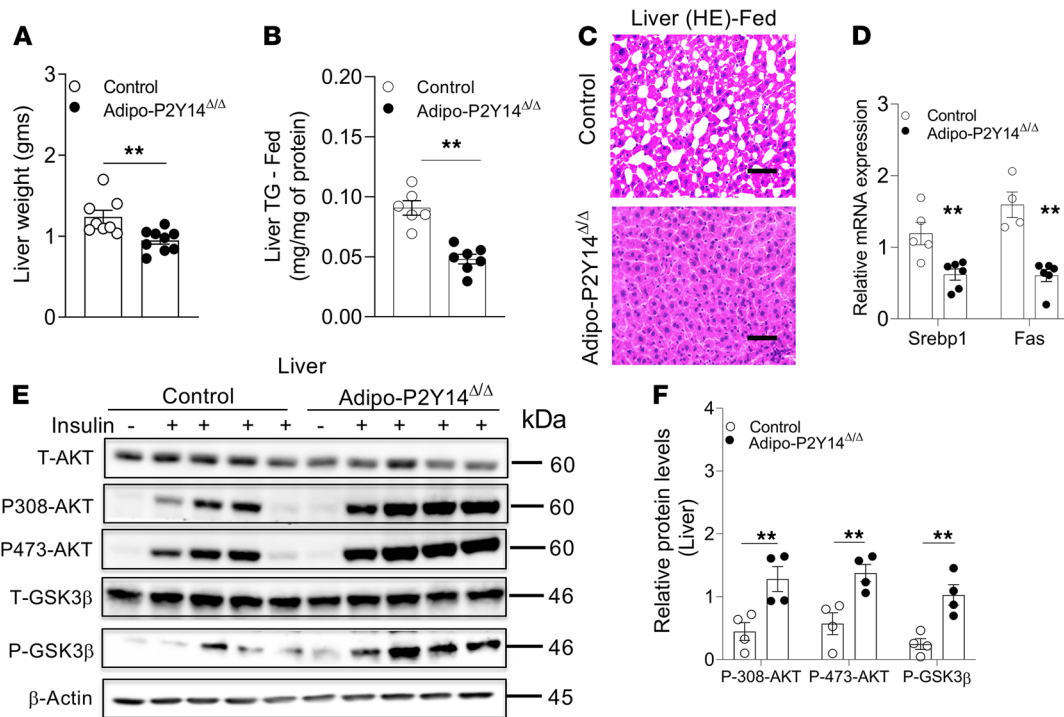 A
Liver weight (gms)
3
2
1
0
Control
Adipo-P2Y14Δ/Δ
**
B
Liver TG - Fed
(mg/mg of protein)
0.20
0.15
0.10
0.05
0.00
Control
Adipo-P2Y14Δ/Δ
**
C
Liver (HE)-Fed
Control
Adipo-P2Y14Δ/Δ
D
Relative mRNA expression
3
2
1
0
Control
Adipo-P2Y14Δ/Δ
** **
Srebp1 Fas
E
Liver
Control Adipo-P2Y14Δ/Δ
kDa
Insulin - + + + + - + + + +
T-AKT 60
P308-AKT 60
P473-AKT 60
T-GSK3β 46
P-GSK3β 46
β-Actin 45
F
Relative protein levels
(Liver)
4
3
2
1
0
Control
Adipo-P2Y14Δ/Δ
** ** **
P-308-AKT P-473-AKT P-GSK3β